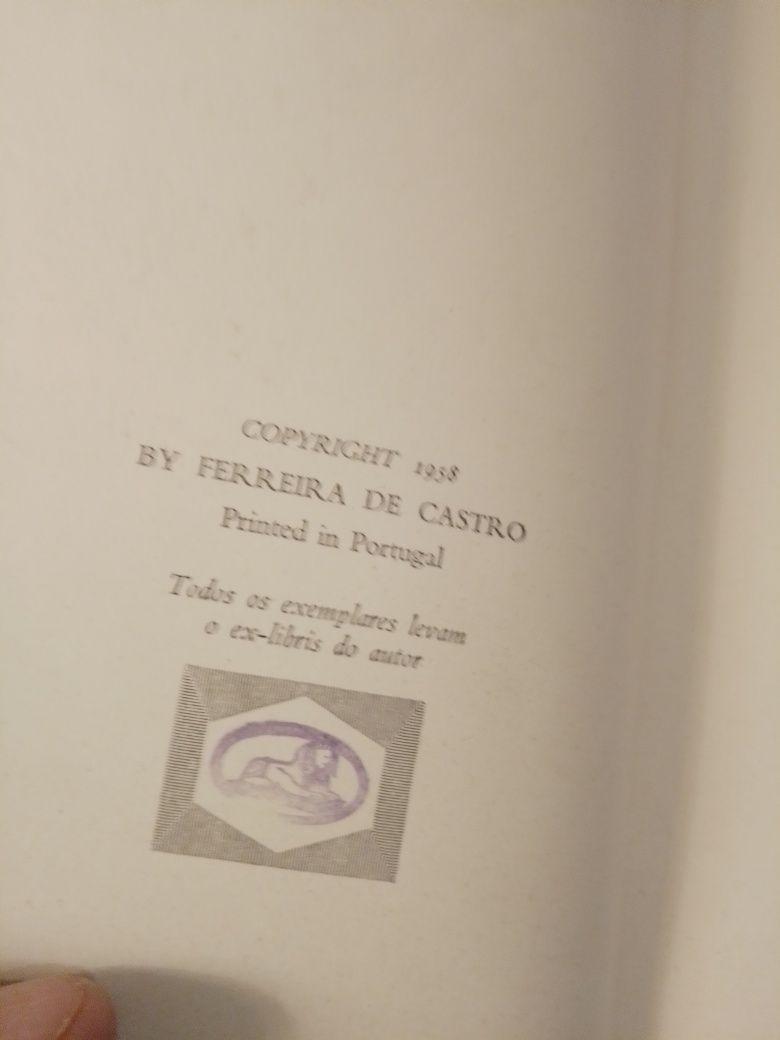 COPYRIGHT 1958
BY FERREIRA DE CASTRO
Printed in Portugal
Todos os exemplares levam
o ex-libris do autor